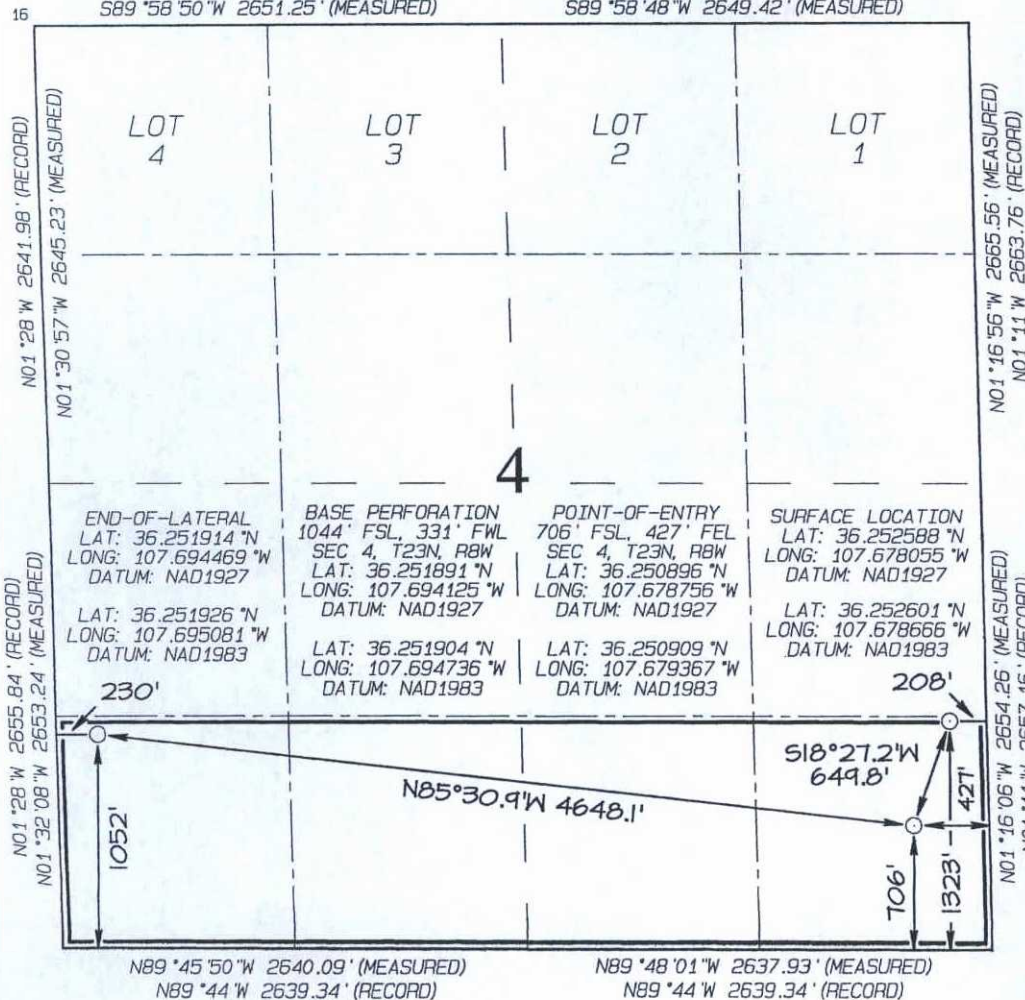 16
S89°58'50"W 2651.25' (MEASURED)
S89°58'48"W 2649.42' (MEASURED)
N01°28'W 2641.98' (RECORD)
N01°30'57"W 2645.23' (MEASURED)
LOT
4
LOT
3
LOT
2
LOT
1
N01°16'56"W 2665.56' (MEASURED)
N01°11'W 2663.76' (RECORD)
4
END-OF-LATERAL
LAT: 36.251914°N
LONG: 107.694469°W
DATUM: NAD1927
LAT: 36.251926°N
LONG: 107.695081°W
DATUM: NAD1983
BASE PERFORATION
1044' FSL, 331' FWL
SEC 4, T23N, R8W
LAT: 36.251891°N
LONG: 107.694125°W
DATUM: NAD1927
LAT: 36.251904°N
LONG: 107.694736°W
DATUM: NAD1983
POINT-OF-ENTRY
706' FSL, 427' FEL
SEC 4, T23N, R8W
LAT: 36.250896°N
LONG: 107.678756°W
DATUM: NAD1927
LAT: 36.250909°N
LONG: 107.679367°W
DATUM: NAD1983
SURFACE LOCATION
LAT: 36.252588°N
LONG: 107.678055°W
DATUM: NAD1927
LAT: 36.252601°N
LONG: 107.678666°W
DATUM: NAD1983
N01°28'W 2655.84' (RECORD)
N01°32'08"W 2653.24' (MEASURED)
230'
208'
S18°27.2'W
649.8'
N85°30.9'W 4648.1'
427'
1052'
706'
1323'
N01°16'06"W 2654.26' (MEASURED)
2657.46' (RECORD)
N89°45'50"W 2640.09' (MEASURED)
N89°44'W 2639.34' (RECORD)
N89°48'01"W 2637.93' (MEASURED)
N89°44'W 2639.34' (RECORD)